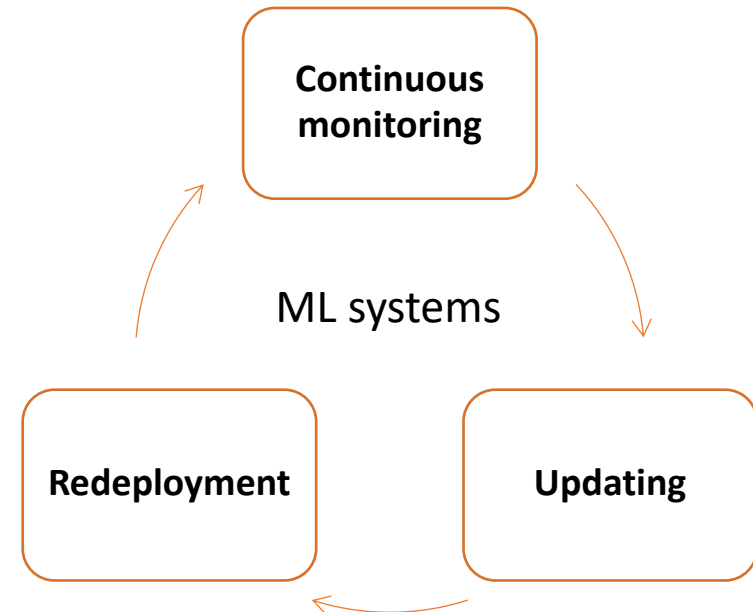 Continuous
monitoring
ML systems
Redeployment
Updating